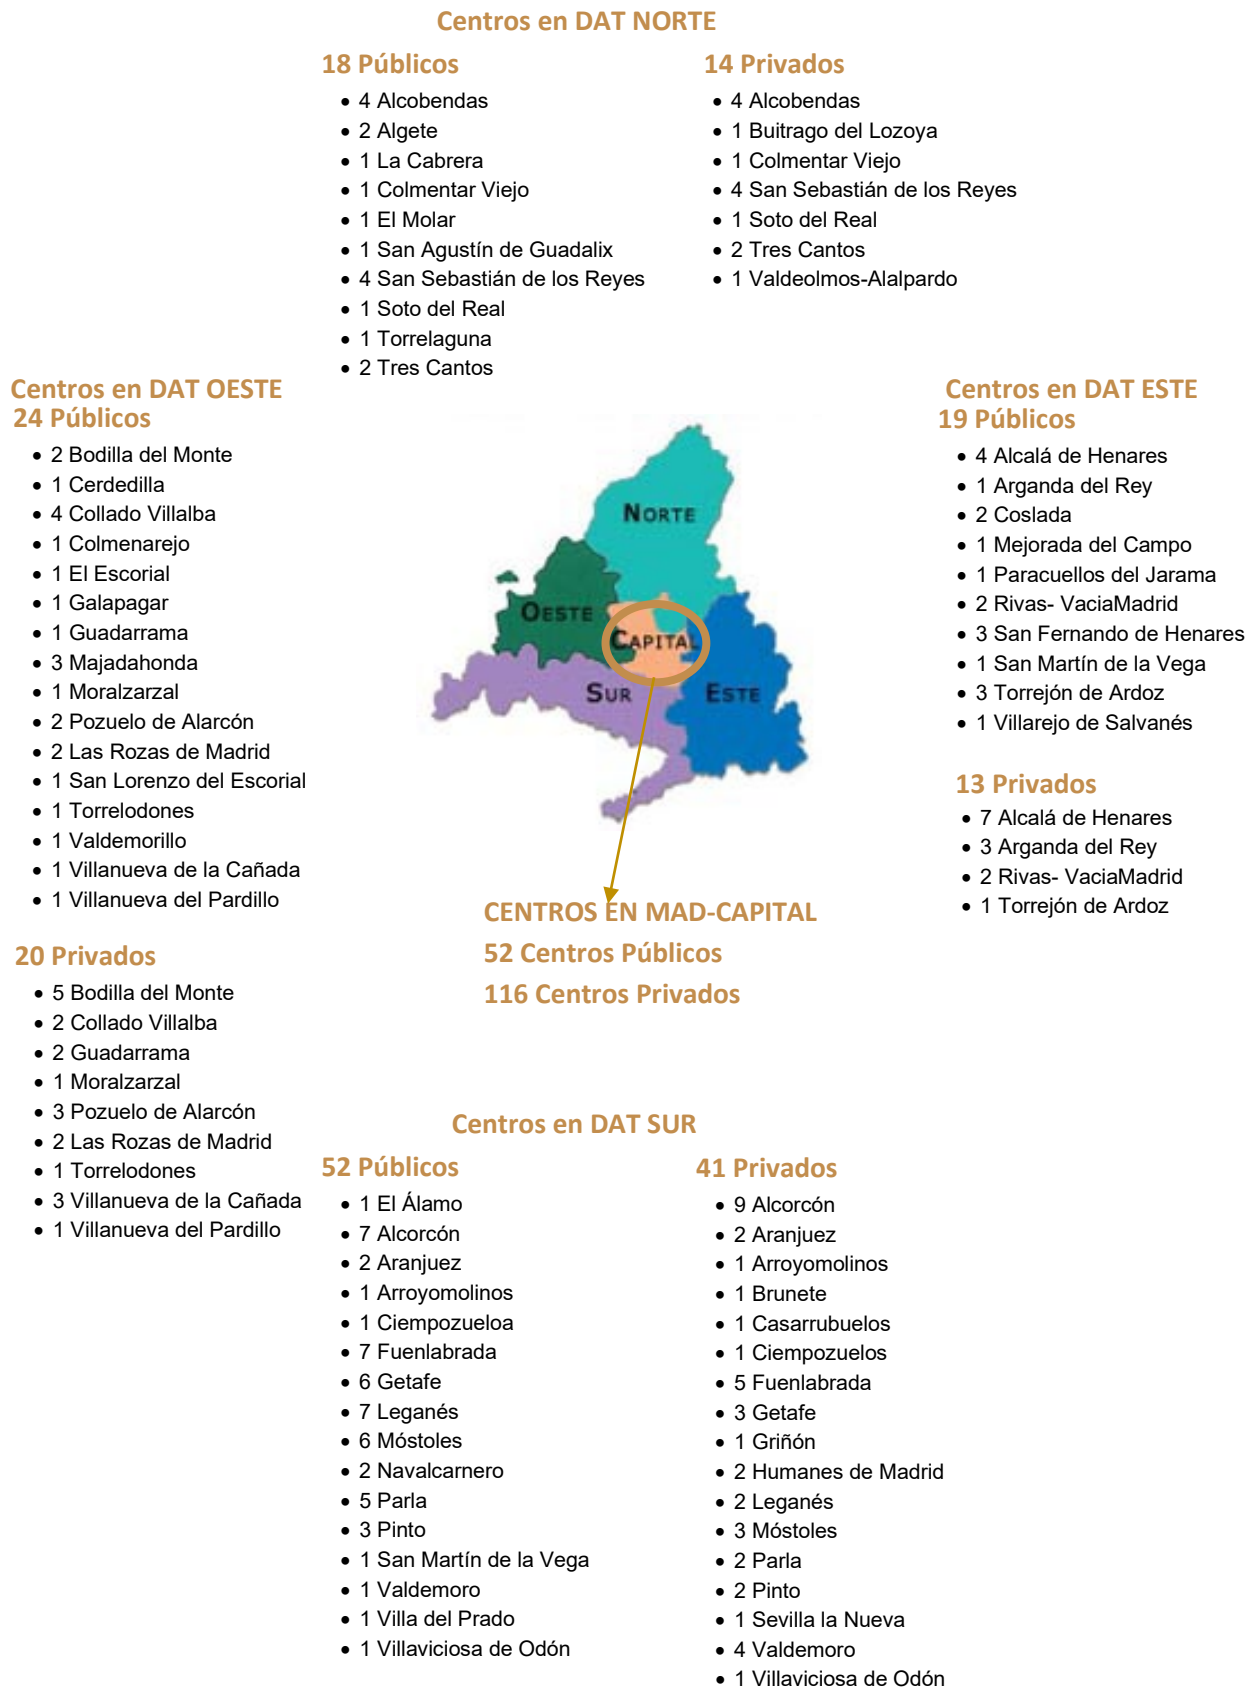 Centros en DAT NORTE
18 Públicos
• 4 Alcobendas
• 2 Algete
• 1 La Cabrera
• 1 Colmentar Viejo
• 1 El Molar
• 1 San Agustín de Guadalix
• 4 San Sebastián de los Reyes
• 1 Soto del Real
• 1 Torrelaguna
• 2 Tres Cantos
14 Privados
• 4 Alcobendas
• 1 Buitrago del Lozoya
• 1 Colmentar Viejo
• 4 San Sebastián de los Reyes
• 1 Soto del Real
• 2 Tres Cantos
• 1 Valdeolmos-Alalpardo
Centros en DAT OESTE
24 Públicos
• 2 Bodilla del Monte
• 1 Cerdedilla
• 4 Collado Villalba
• 1 Colmenarejo
• 1 El Escorial
• 1 Galapagar
• 1 Guadarrama
• 3 Majadahonda
• 1 Moralzarzal
• 2 Pozuelo de Alarcón
• 2 Las Rozas de Madrid
• 1 San Lorenzo del Escorial
• 1 Torrelodones
• 1 Valdemorillo
• 1 Villanueva de la Cañada
• 1 Villanueva del Pardillo
20 Privados
• 5 Bodilla del Monte
• 2 Collado Villalba
• 2 Guadarrama
• 1 Moralzarzal
• 3 Pozuelo de Alarcón
• 2 Las Rozas de Madrid
• 1 Torrelodones
• 3 Villanueva de la Cañada
• 1 Villanueva del Pardillo
NORTE
OESTE
CAPITAL
SUR
ESTE
Centros en DAT ESTE
19 Públicos
• 4 Alcalá de Henares
• 1 Arganda del Rey
• 2 Coslada
• 1 Mejorada del Campo
• 1 Paracuellos del Jarama
• 2 Rivas- VaciaMadrid
• 3 San Fernando de Henares
• 1 San Martín de la Vega
• 3 Torrejón de Ardoz
• 1 Villarejo de Salvanés
13 Privados
• 7 Alcalá de Henares
• 3 Arganda del Rey
• 2 Rivas- VaciaMadrid
• 1 Torrejón de Ardoz
CENTROS EN MAD-CAPITAL
52 Centros Públicos
116 Centros Privados
Centros en DAT SUR
52 Públicos
• 1 El Álamo
• 7 Alcorcón
• 2 Aranjuez
• 1 Arroyomolinos
• 1 Ciempozueloa
• 7 Fuenlabrada
• 6 Getafe
• 7 Leganés
• 6 Móstoles
• 2 Navalcarnero
• 5 Parla
• 3 Pinto
• 1 San Martín de la Vega
• 1 Valdemoro
• 1 Villa del Prado
• 1 Villaviciosa de Odón
41 Privados
• 9 Alcorcón
• 2 Aranjuez
• 1 Arroyomolinos
• 1 Brunete
• 1 Casarrubuelos
• 1 Ciempozuelos
• 5 Fuenlabrada
• 3 Getafe
• 1 Griñón
• 2 Humanes de Madrid
• 2 Leganés
• 3 Móstoles
• 2 Parla
• 2 Pinto
• 1 Sevilla la Nueva
• 4 Valdemoro
• 1 Villaviciosa de Odón